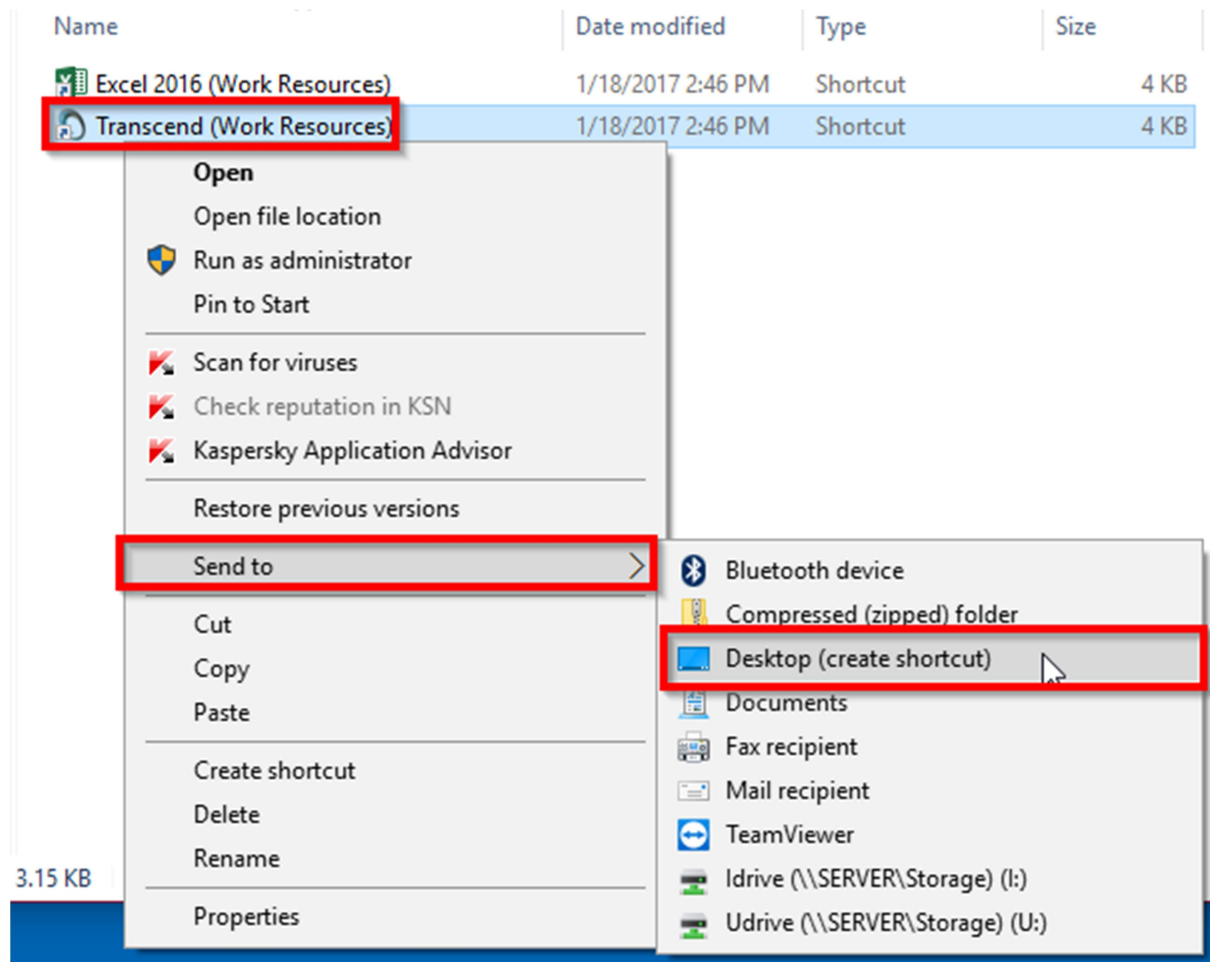 Name Date modified Type Size
Excel 2016 (Work Resources) 1/18/2017 2:46 PM Shortcut 4 KB
Transcend (Work Resources) 1/18/2017 2:46 PM Shortcut 4 KB
Open
Open file location
Run as administrator
Pin to Start
Scan for viruses
Check reputation in KSN
Kaspersky Application Advisor
Restore previous versions
Send to
Cut
Copy
Paste
Create shortcut
Delete
Rename
Properties
Bluetooth device
Compressed (zipped) folder
Desktop (create shortcut)
Documents
Fax recipient
Mail recipient
TeamViewer
Idrive (\\SERVER\Storage) (I:)
Udrive (\\SERVER\Storage) (U:)
3.15 KB